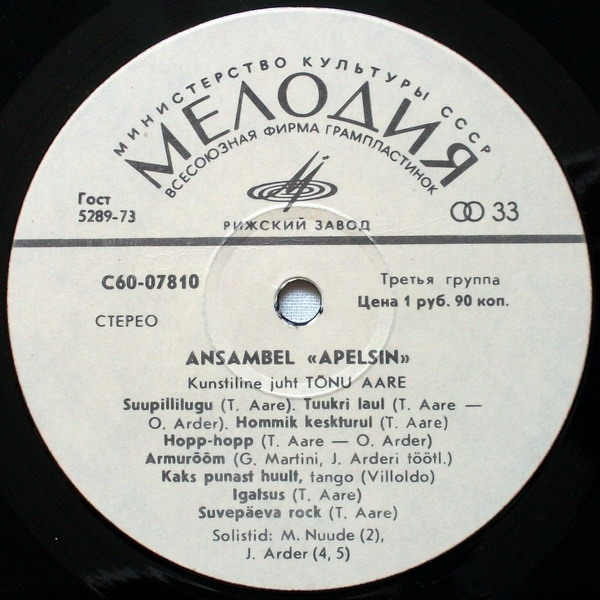 МИНИСТЕРСТВО КУЛЬТУРЫ СССР
МЕЛОДИЯ
ВСЕСОЮЗНАЯ ФИРМА ГРАМПЛАСТИНОК
Гост
5289-73
33
РИЖСКИЙ ЗАВОД
С60-07810
Третья группа
Цена 1 руб. 90 коп.
СТЕРЕО
ANSAMBEL «APELSIN»
Kunstiline juht TÕNU AARE
Suupillilugu (T. Aare). Tuukri laul (T. Aare —
O. Arder). Hommik keskturul (T. Aare)
Hopp-hopp (T. Aare — O. Arder)
Armurõõm (G. Martini, J. Arderi töötl.)
Kaks punast huult, tango (Villoldo)
Igatsus (T. Aare)
Suvepäeva rock (T. Aare)
Solistid: M. Nuude (2),
J. Arder (4, 5)